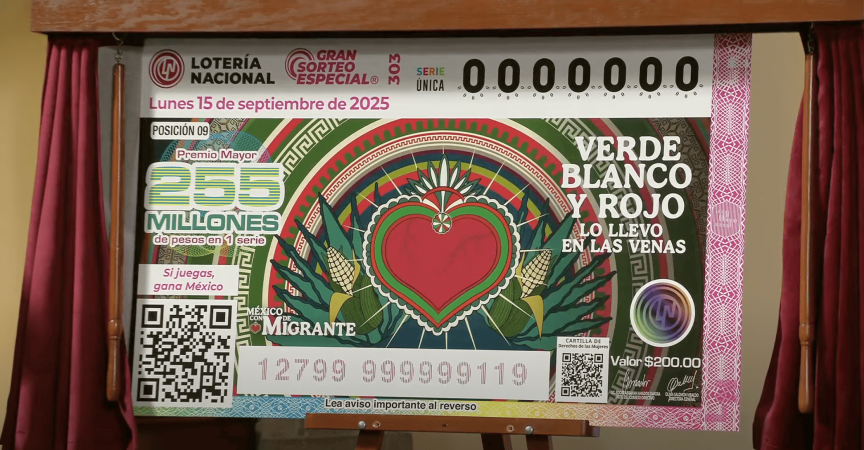 LOTERÍA
NACIONAL
GRAN
SORTEO
ESPECIAL®
303
SERIE
ÚNICA
0000000
Lunes 15 de septiembre de 2025
POSICIÓN 09
Premio Mayor
255
MILLONES
de pesos en 1 serie
Si juegas,
gana México
VERDE
BLANCO
Y ROJO
LO LLEVO
EN LAS VENAS
MÉXICO
CON DE
MIGRANTE
12799 999999119
CARTILLA DE
Derechos de las Mujeres
Valor $200.00
Lea aviso importante al reverso